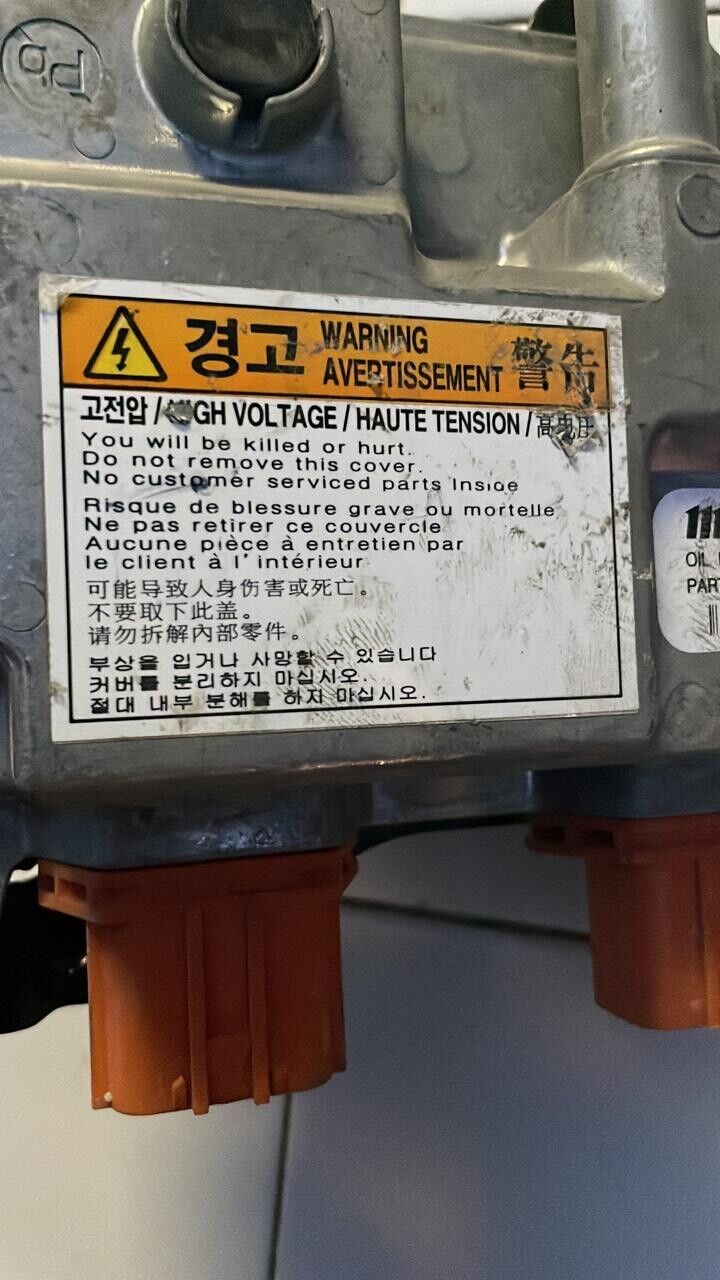 Pb
경고 WARNING AVERTISSEMENT 警告
고전압 / HIGH VOLTAGE / HAUTE TENSION / 高电压
You will be killed or hurt.
Do not remove this cover.
No customer serviced parts Inside
Risque de blessure grave ou mortelle
Ne pas retirer ce couvercle
Aucune pièce à entretien par
le client à l'intérieur
可能导致人身伤害或死亡。
不要取下此盖。
请勿拆解内部零件。
부상을 입거나 사망할 수 있습니다
커버를 분리하지 마십시오.
절대 내부 분해를 하지 마십시오.
OIL
PAR